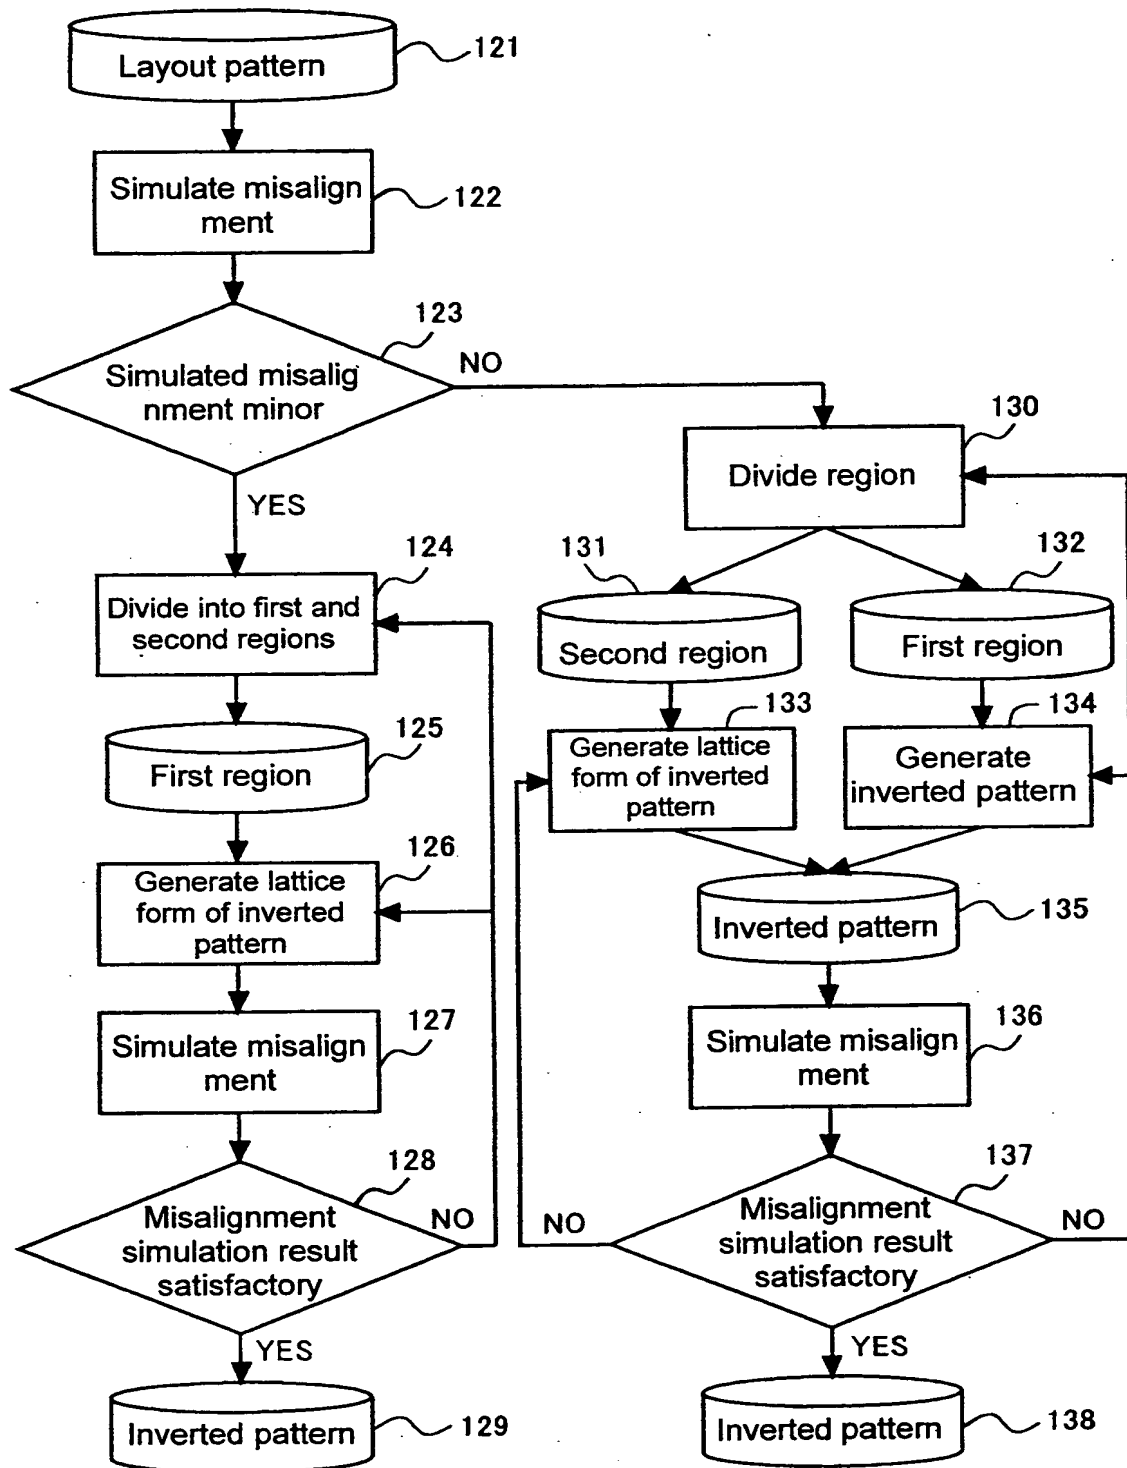 Layout pattern
121
Simulate misalign
ment
122
123
Simulated misalig
nment minor
NO
YES
130
Divide region
124
Divide into first and
second regions
131
132
Second region
First region
125
First region
133
Generate lattice
form of inverted
pattern
134
Generate
inverted pattern
126
Generate lattice
form of inverted
pattern
Inverted pattern
135
127
Simulate misalign
ment
136
Simulate misalign
ment
128
Misalignment
simulation result
satisfactory
NO
137
NO
Misalignment
simulation result
satisfactory
NO
YES
YES
Inverted pattern
129
Inverted pattern
138